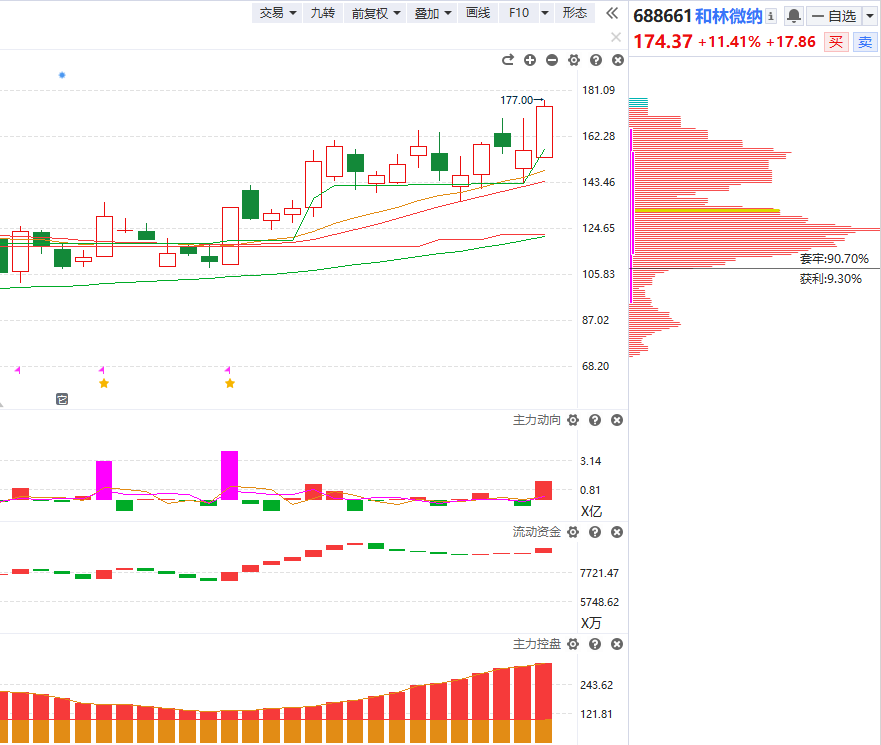 交易 九转 前复权 叠加 画线 F10 形态
688661 和林微纳 自选
174.37 +11.41% +17.86 买 卖
177.00
181.09
162.28
143.46
124.65
105.83
87.02
68.20
套牢:90.70%
获利:9.30%
主力动向
3.14
0.81
X亿
流动资金
7721.47
5748.62
X万
主力控盘
243.62
121.81